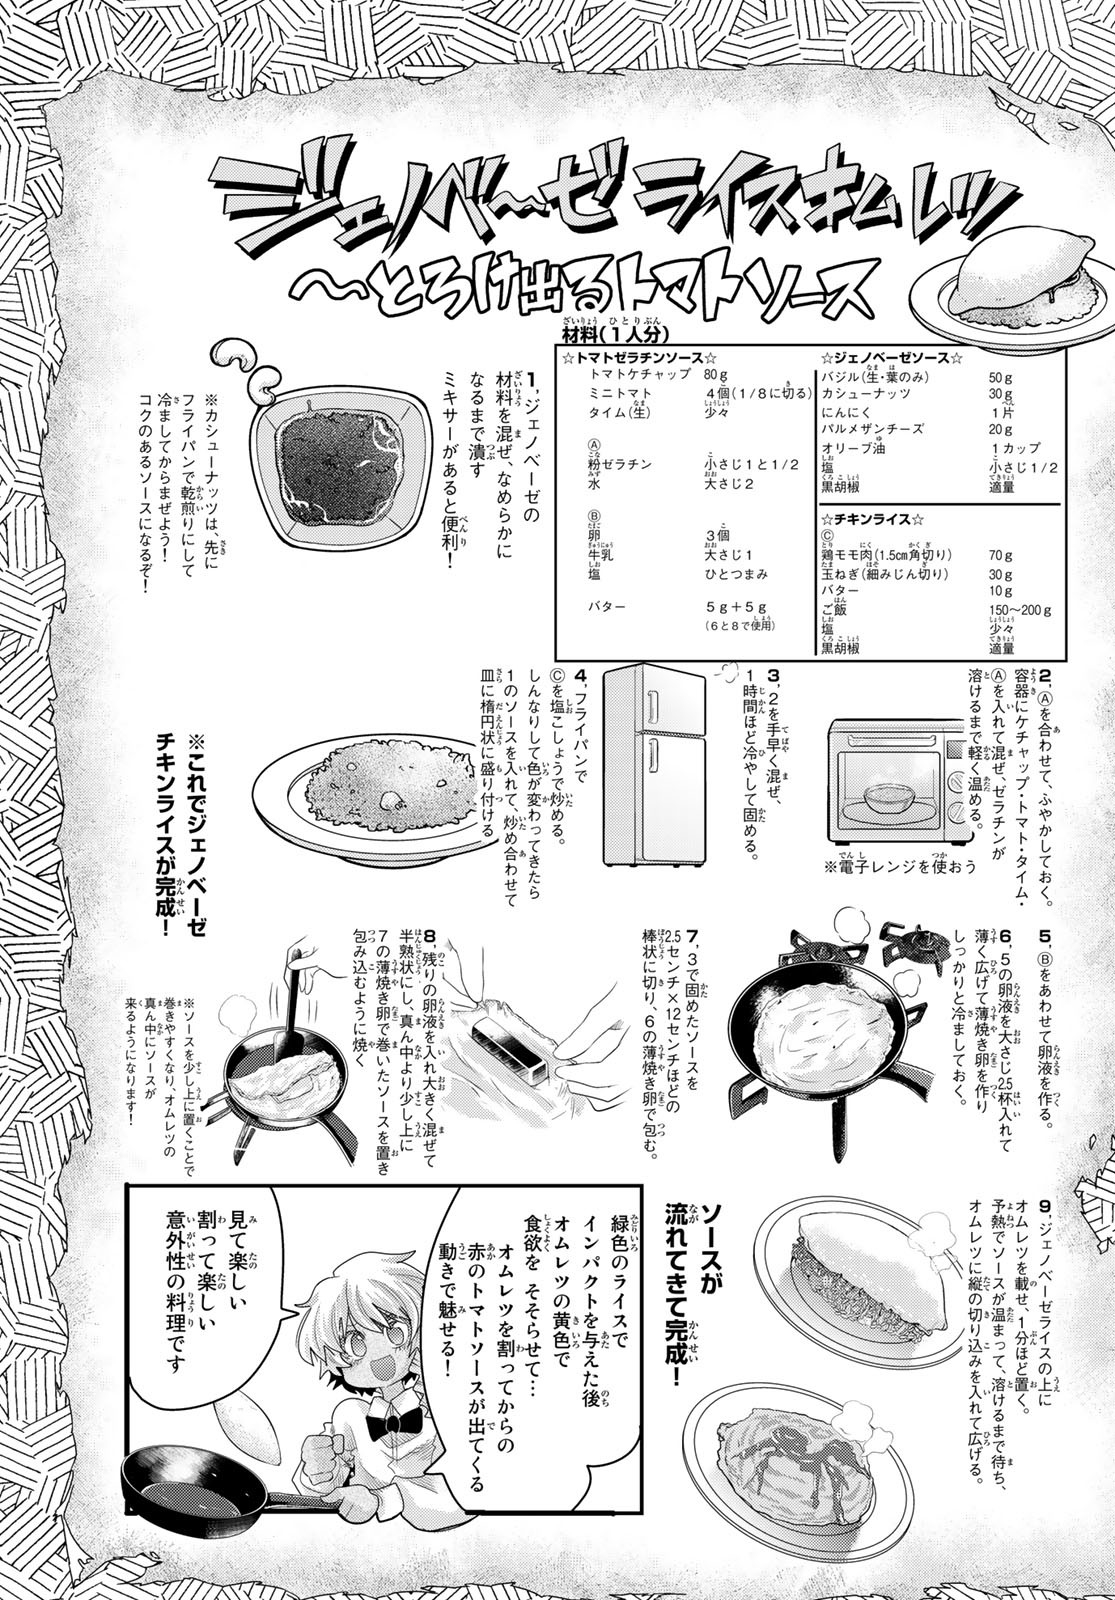 ジェノベ〜ゼ ライスオムレツ
〜とろけ出るトマトソース
材料(1人分)
☆トマトゼラチンソース☆
トマトケチャップ 80g
ミニトマト 4個(1/8に切る)
タイム(生) 少々
Ⓐ
粉ゼラチン 小さじ1と1/2
水 大さじ2
Ⓑ
卵 3個
牛乳 大さじ1
塩 ひとつまみ
バター 5g+5g
(6と8で使用)
☆ジェノベーゼソース☆
バジル(生・葉のみ) 50g
カシューナッツ 30g
にんにく 1片
パルメザンチーズ 20g
オリーブ油 1カップ
塩 小さじ1/2
黒胡椒 適量
☆チキンライス☆
Ⓒ
鶏モモ肉(1.5cm角切り) 70g
玉ねぎ(細みじん切り) 30g
バター 10g
ご飯 150〜200g
塩 少々
黒胡椒 適量
1,ジェノベーゼの
材料を混ぜ、なめらかに
なるまで潰す
ミキサーがあると便利!
※カシューナッツは、先に
フライパンで乾煎りにして
冷ましてからまぜよう!
コクのあるソースになるぞ!
2,Ⓐを合わせて、ふやかしておく。
容器にケチャップ・トマト・タイム・
Ⓐを入れて混ぜ、ゼラチンが
溶けるまで軽く温める。
※電子レンジを使おう
3,2を手早く混ぜ、
1時間ほど冷やして固める。
4,フライパンで
Ⓒを塩こしょうで炒める。
しんなりして色が変わってきたら
1のソースを入れて、炒め合わせて
皿に楕円状に盛り付ける
※これでジェノベーゼ
チキンライスが完成!
5,Ⓑをあわせて卵液を作る。
6,5の卵液を大さじ2.5杯入れて
薄く広げて薄焼き卵を作り
しっかりと冷ましておく。
7,3で固めたソースを
2.5センチ×12センチほどの
棒状に切り、6の薄焼き卵で包む。
8,残りの卵液を入れ大きく混ぜて
半熟状にし、真ん中より少し上に
7の薄焼き卵で巻いたソースを置き
包み込むように焼く
※ソースを少し上に置くことで
巻きやすくなり、オムレツの
真ん中にソースが
来るようになります!
9,ジェノベーゼライスの上に
オムレツを載せ、1分ほど置く。
予熱でソースが温まって、溶けるまで待ち、
オムレツに縦の切り込みを入れて広げる。
ソースが
流れてきて完成!
緑色のライスで
インパクトを与えた後
オムレツの黄色で
食欲を そそらせて…
オムレツを割ってからの
赤のトマトソースが出てくる
動きで魅せる!
見て楽しい
割って楽しい
意外性の料理です